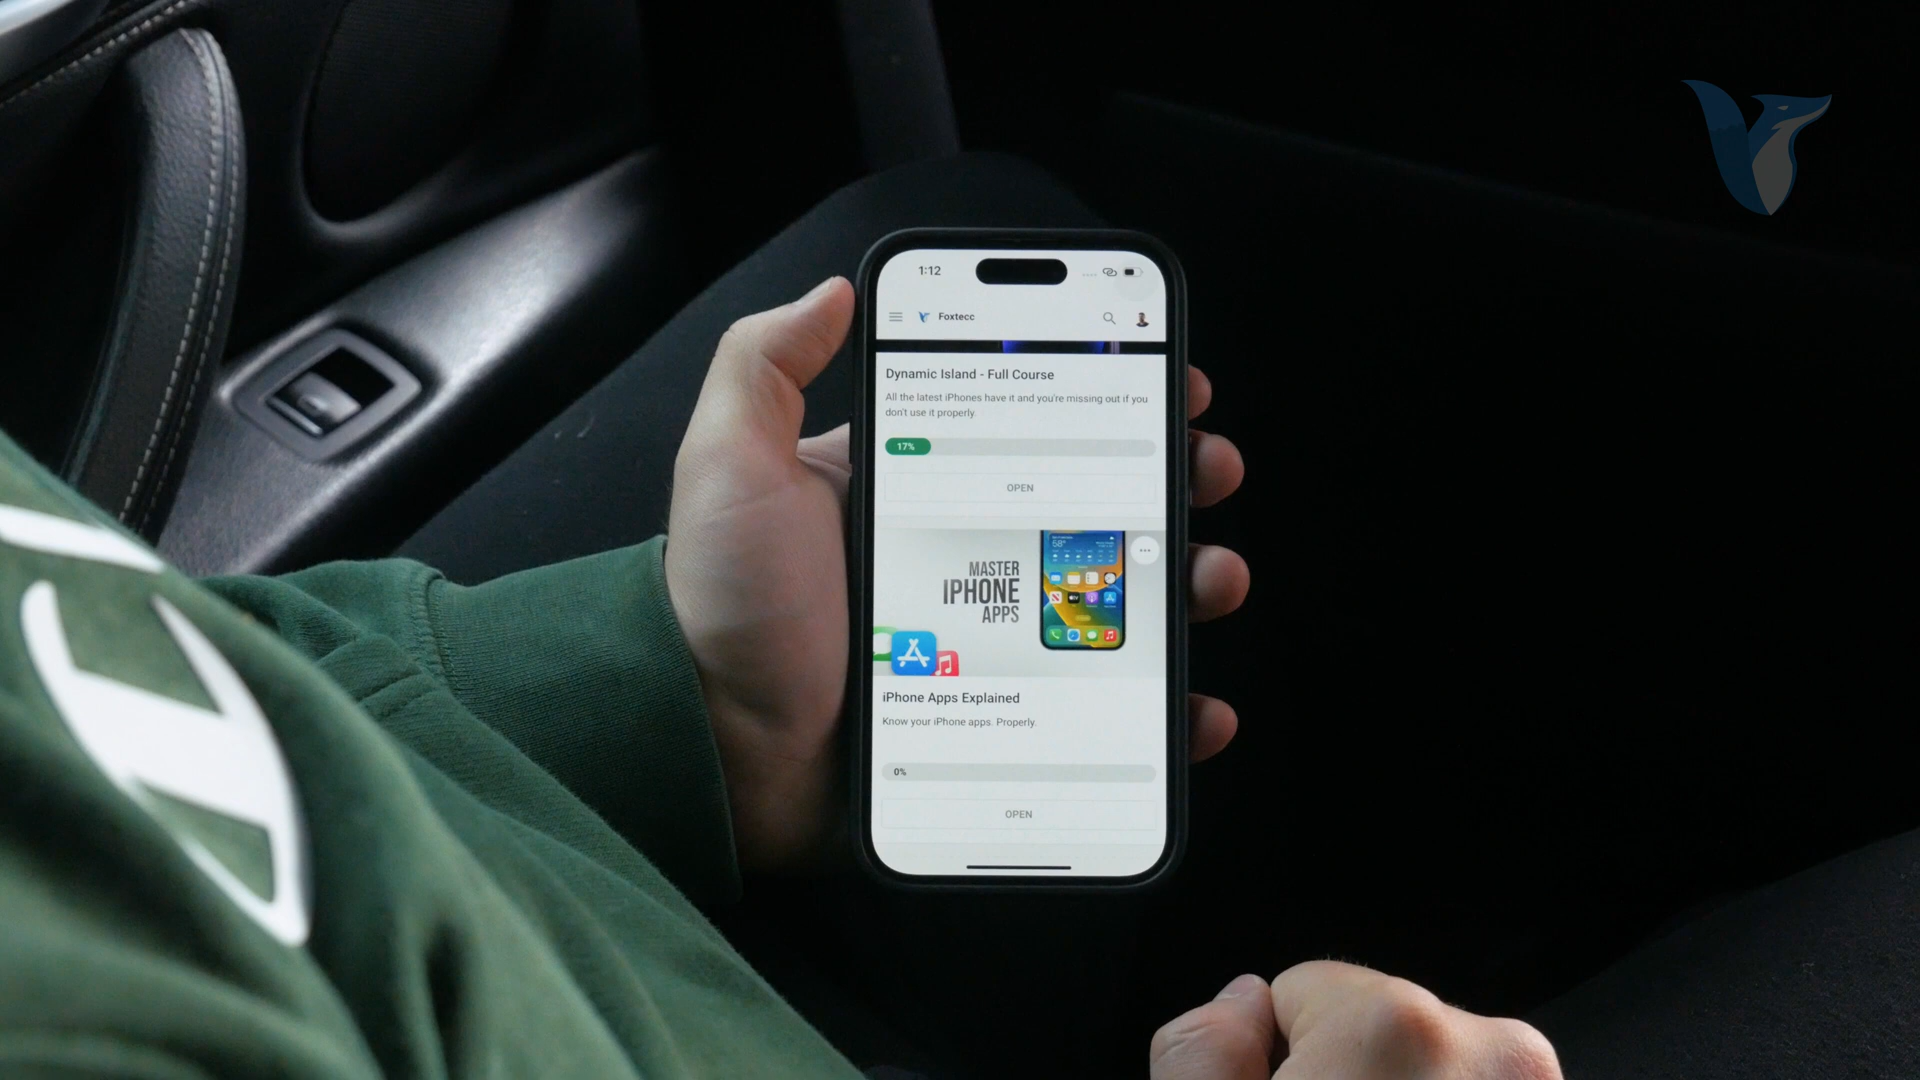 1:12
Foxtecc
Dynamic Island - Full Course
All the latest iPhones have it and you're missing out if you
don't use it properly
17%
OPEN
MASTER
IPHONE
APPS
iPhone Apps Explained
Know your iPhone apps. Properly.
0%
OPEN